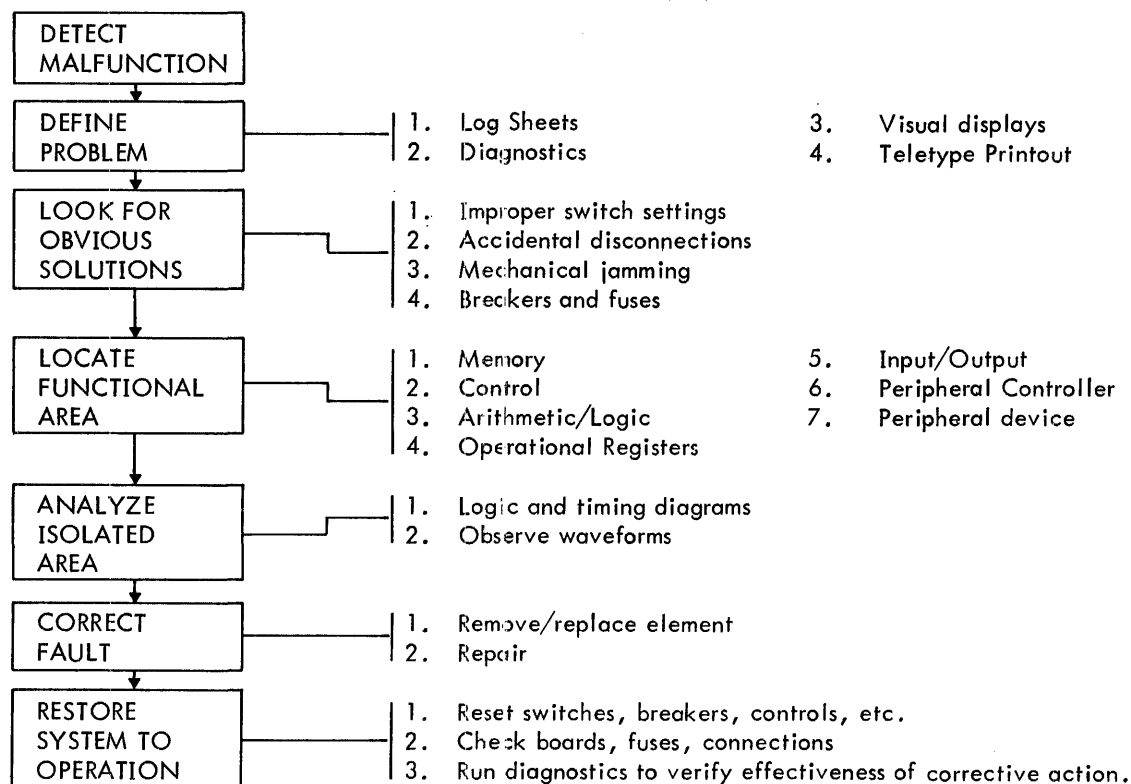 DETECT
MALFUNCTION
DEFINE
PROBLEM
1. Log Sheets
2. Diagnostics
3. Visual displays
4. Teletype Printout
LOOK FOR
OBVIOUS
SOLUTIONS
1. Improper switch settings
2. Accidental disconnections
3. Mechanical jamming
4. Breakers and fuses
LOCATE
FUNCTIONAL
AREA
1. Memory
2. Control
3. Arithmetic/Logic
4. Operational Registers
5. Input/Output
6. Peripheral Controller
7. Peripheral device
ANALYZE
ISOLATED
AREA
1. Logic and timing diagrams
2. Observe waveforms
CORRECT
FAULT
1. Remove/replace element
2. Repair
RESTORE
SYSTEM TO
OPERATION
1. Reset switches, breakers, controls, etc.
2. Check boards, fuses, connections
3. Run diagnostics to verify effectiveness of corrective action.